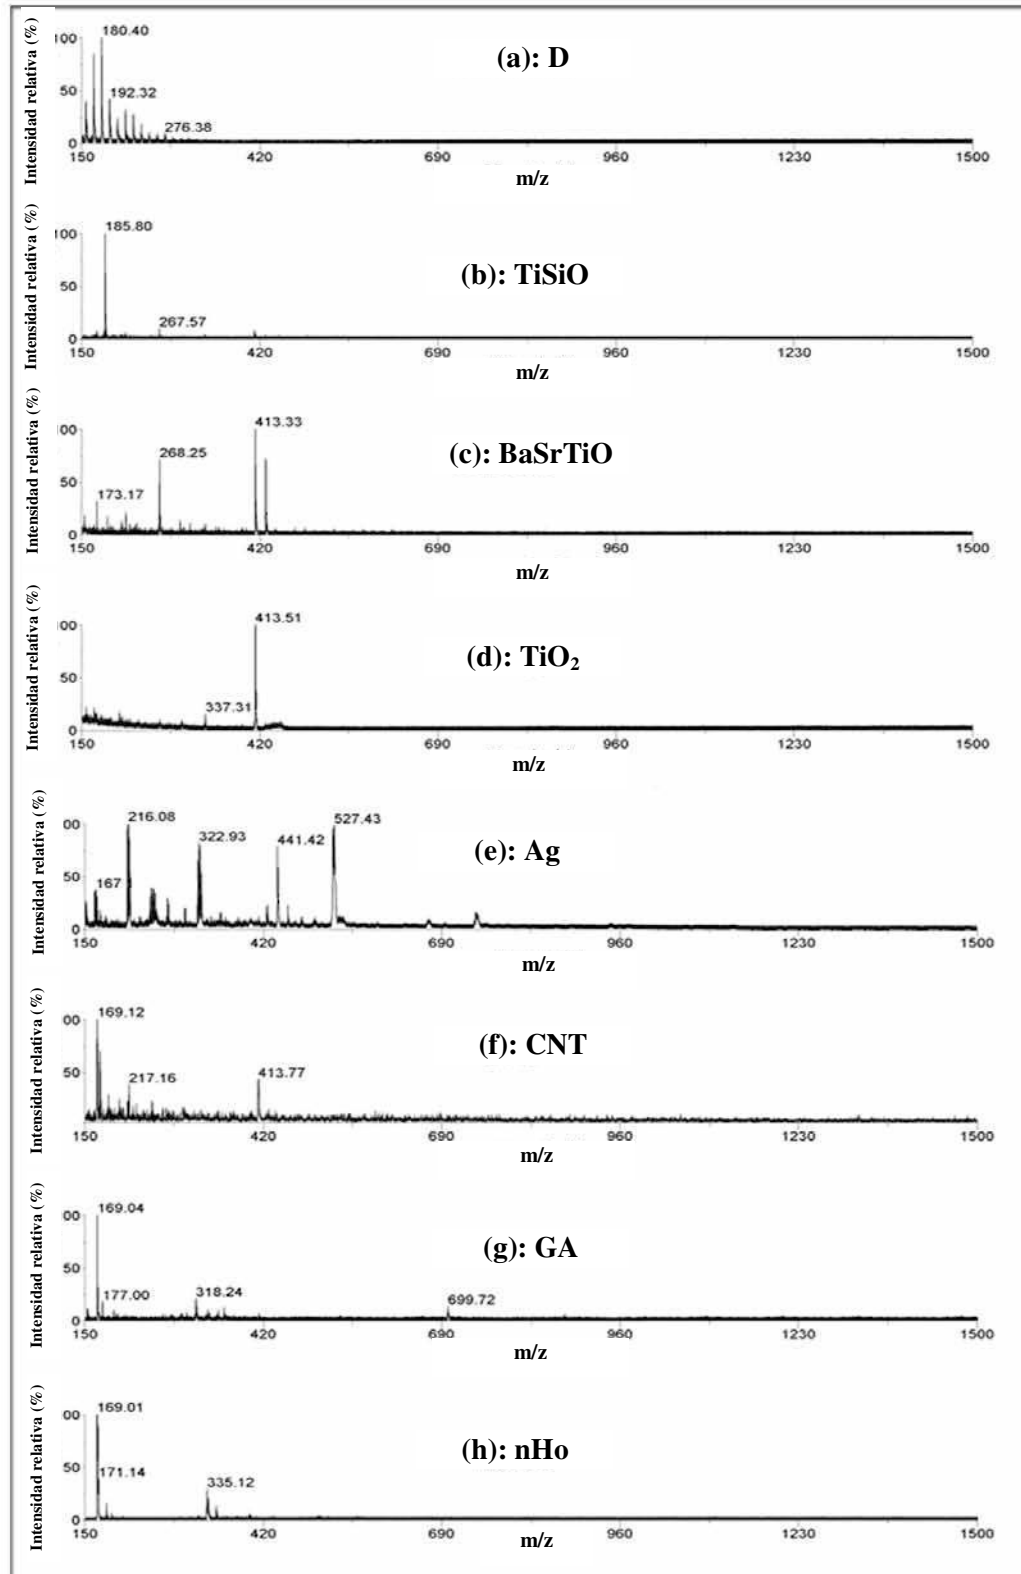 Intensidad relativa (%)
00
50
0
180.40
192.32
276.38
(a): D
150 420 690 960 1230 1500
m/z
Intensidad relativa (%)
100
50
0
185.80
267.57
(b): TiSiO
150 420 690 960 1230 1500
m/z
Intensidad relativa (%)
00
50
0
413.33
268.25
173.17
(c): BaSrTiO
150 420 690 960 1230 1500
m/z
Intensidad relativa (%)
00
50
0
413.51
337.31
(d): TiO₂
150 420 690 960 1230 1500
m/z
Intensidad relativa (%)
00
50
0
216.08
527.43
322.93
441.42
167
(e): Ag
150 420 690 960 1230 1500
m/z
Intensidad relativa (%)
00
50
0
169.12
217.16
413.77
(f): CNT
150 420 690 960 1230 1500
m/z
Intensidad relativa (%)
00
50
0
169.04
177.00
318.24
699.72
(g): GA
150 420 690 960 1230 1500
m/z
Intensidad relativa (%)
00
50
0
169.01
171.14
335.12
(h): nHo
150 420 690 960 1230 1500
m/z